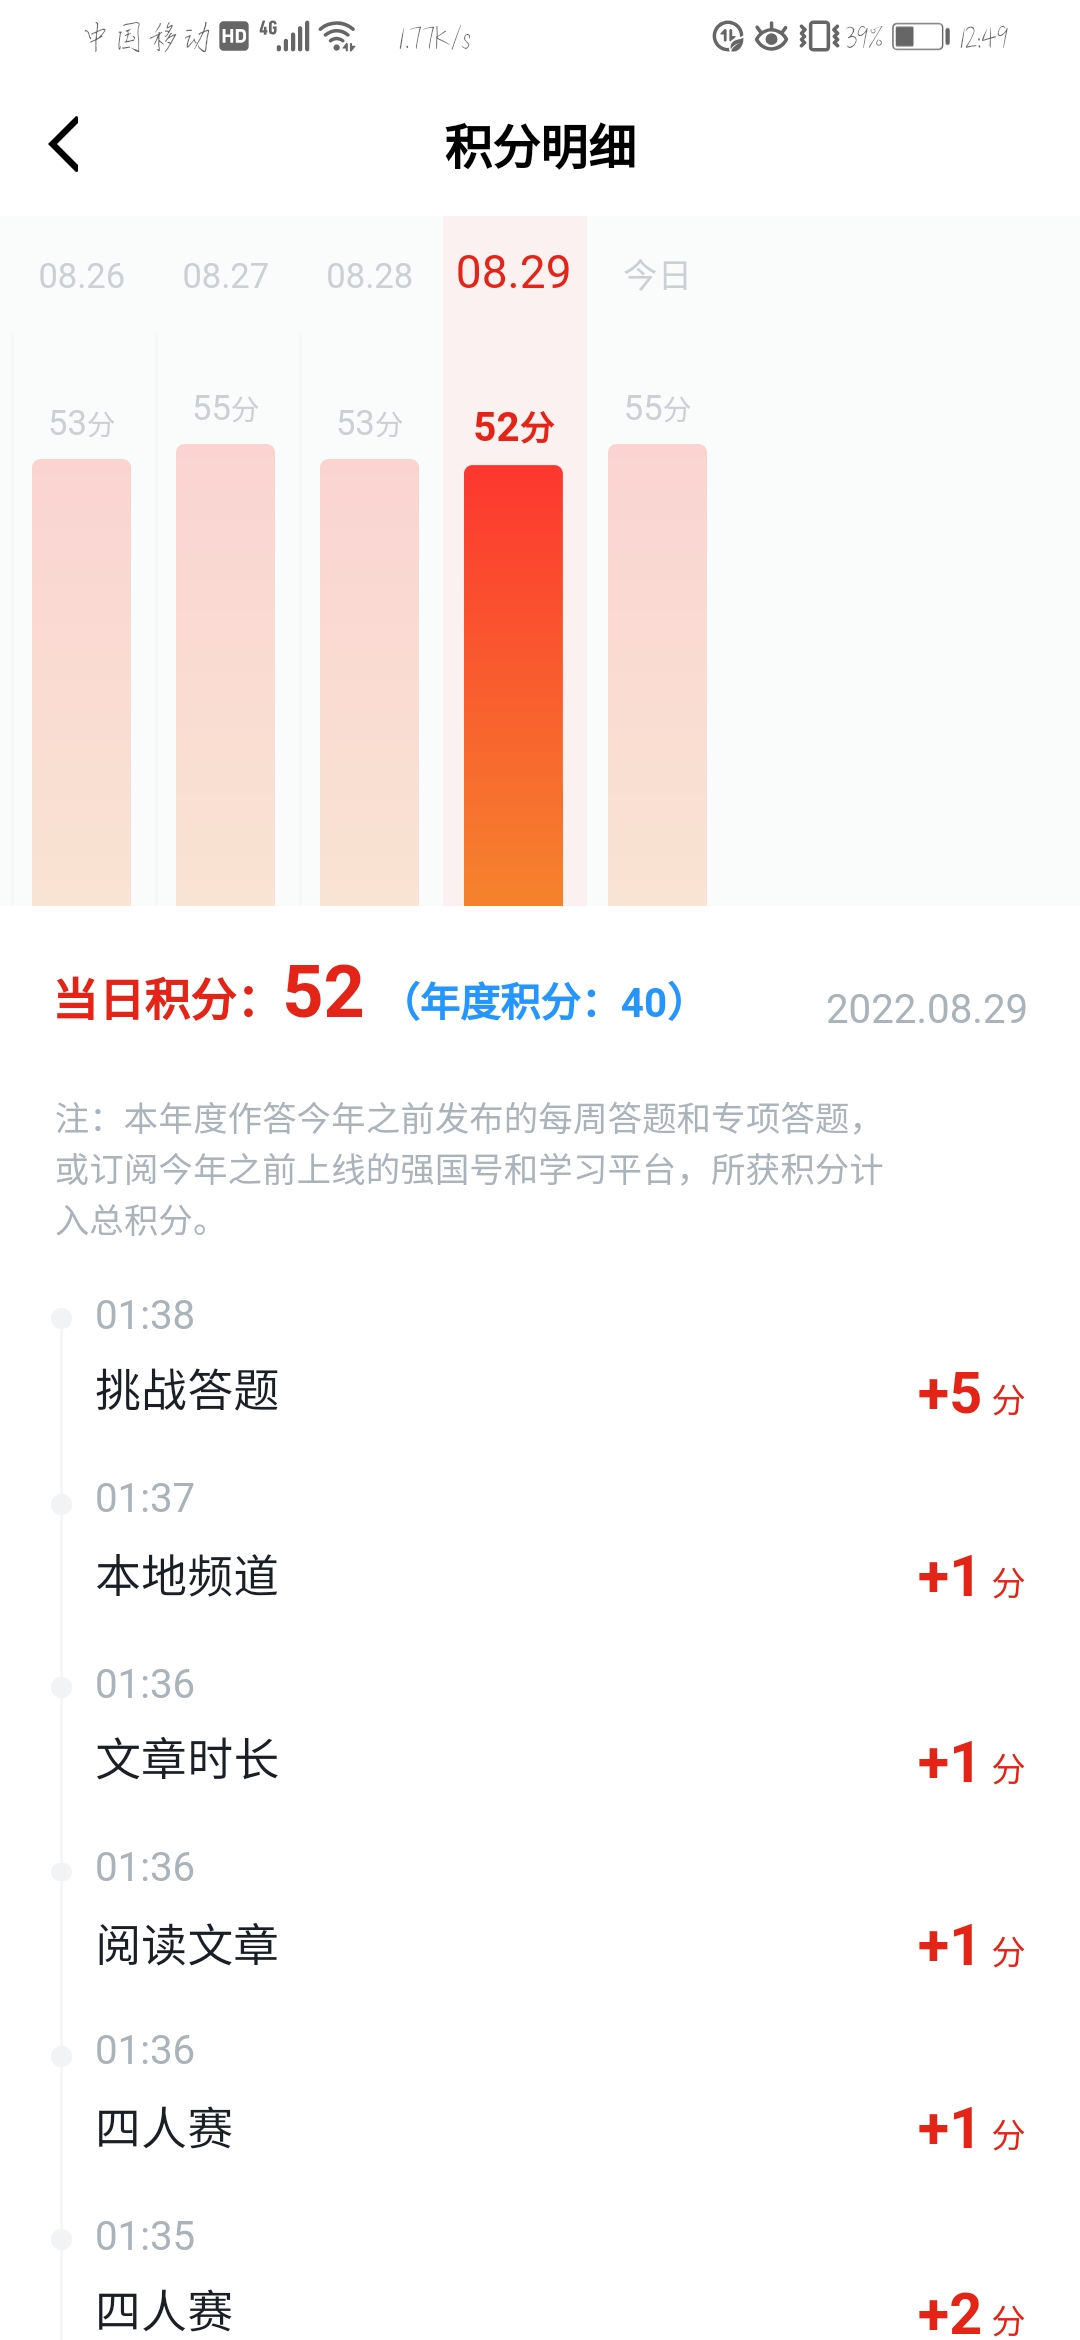 中国移动 HD 4G 1.77K/s 39% 12:49
积分明细
08.26 08.27 08.28 08.29 今日
53分 55分 53分 52分 55分
当日积分：52（年度积分：40） 2022.08.29
注：本年度作答今年之前发布的每周答题和专项答题，
或订阅今年之前上线的强国号和学习平台，所获积分计
入总积分。
01:38
挑战答题 +5分
01:37
本地频道 +1分
01:36
文章时长 +1分
01:36
阅读文章 +1分
01:36
四人赛 +1分
01:35
四人赛 +2分